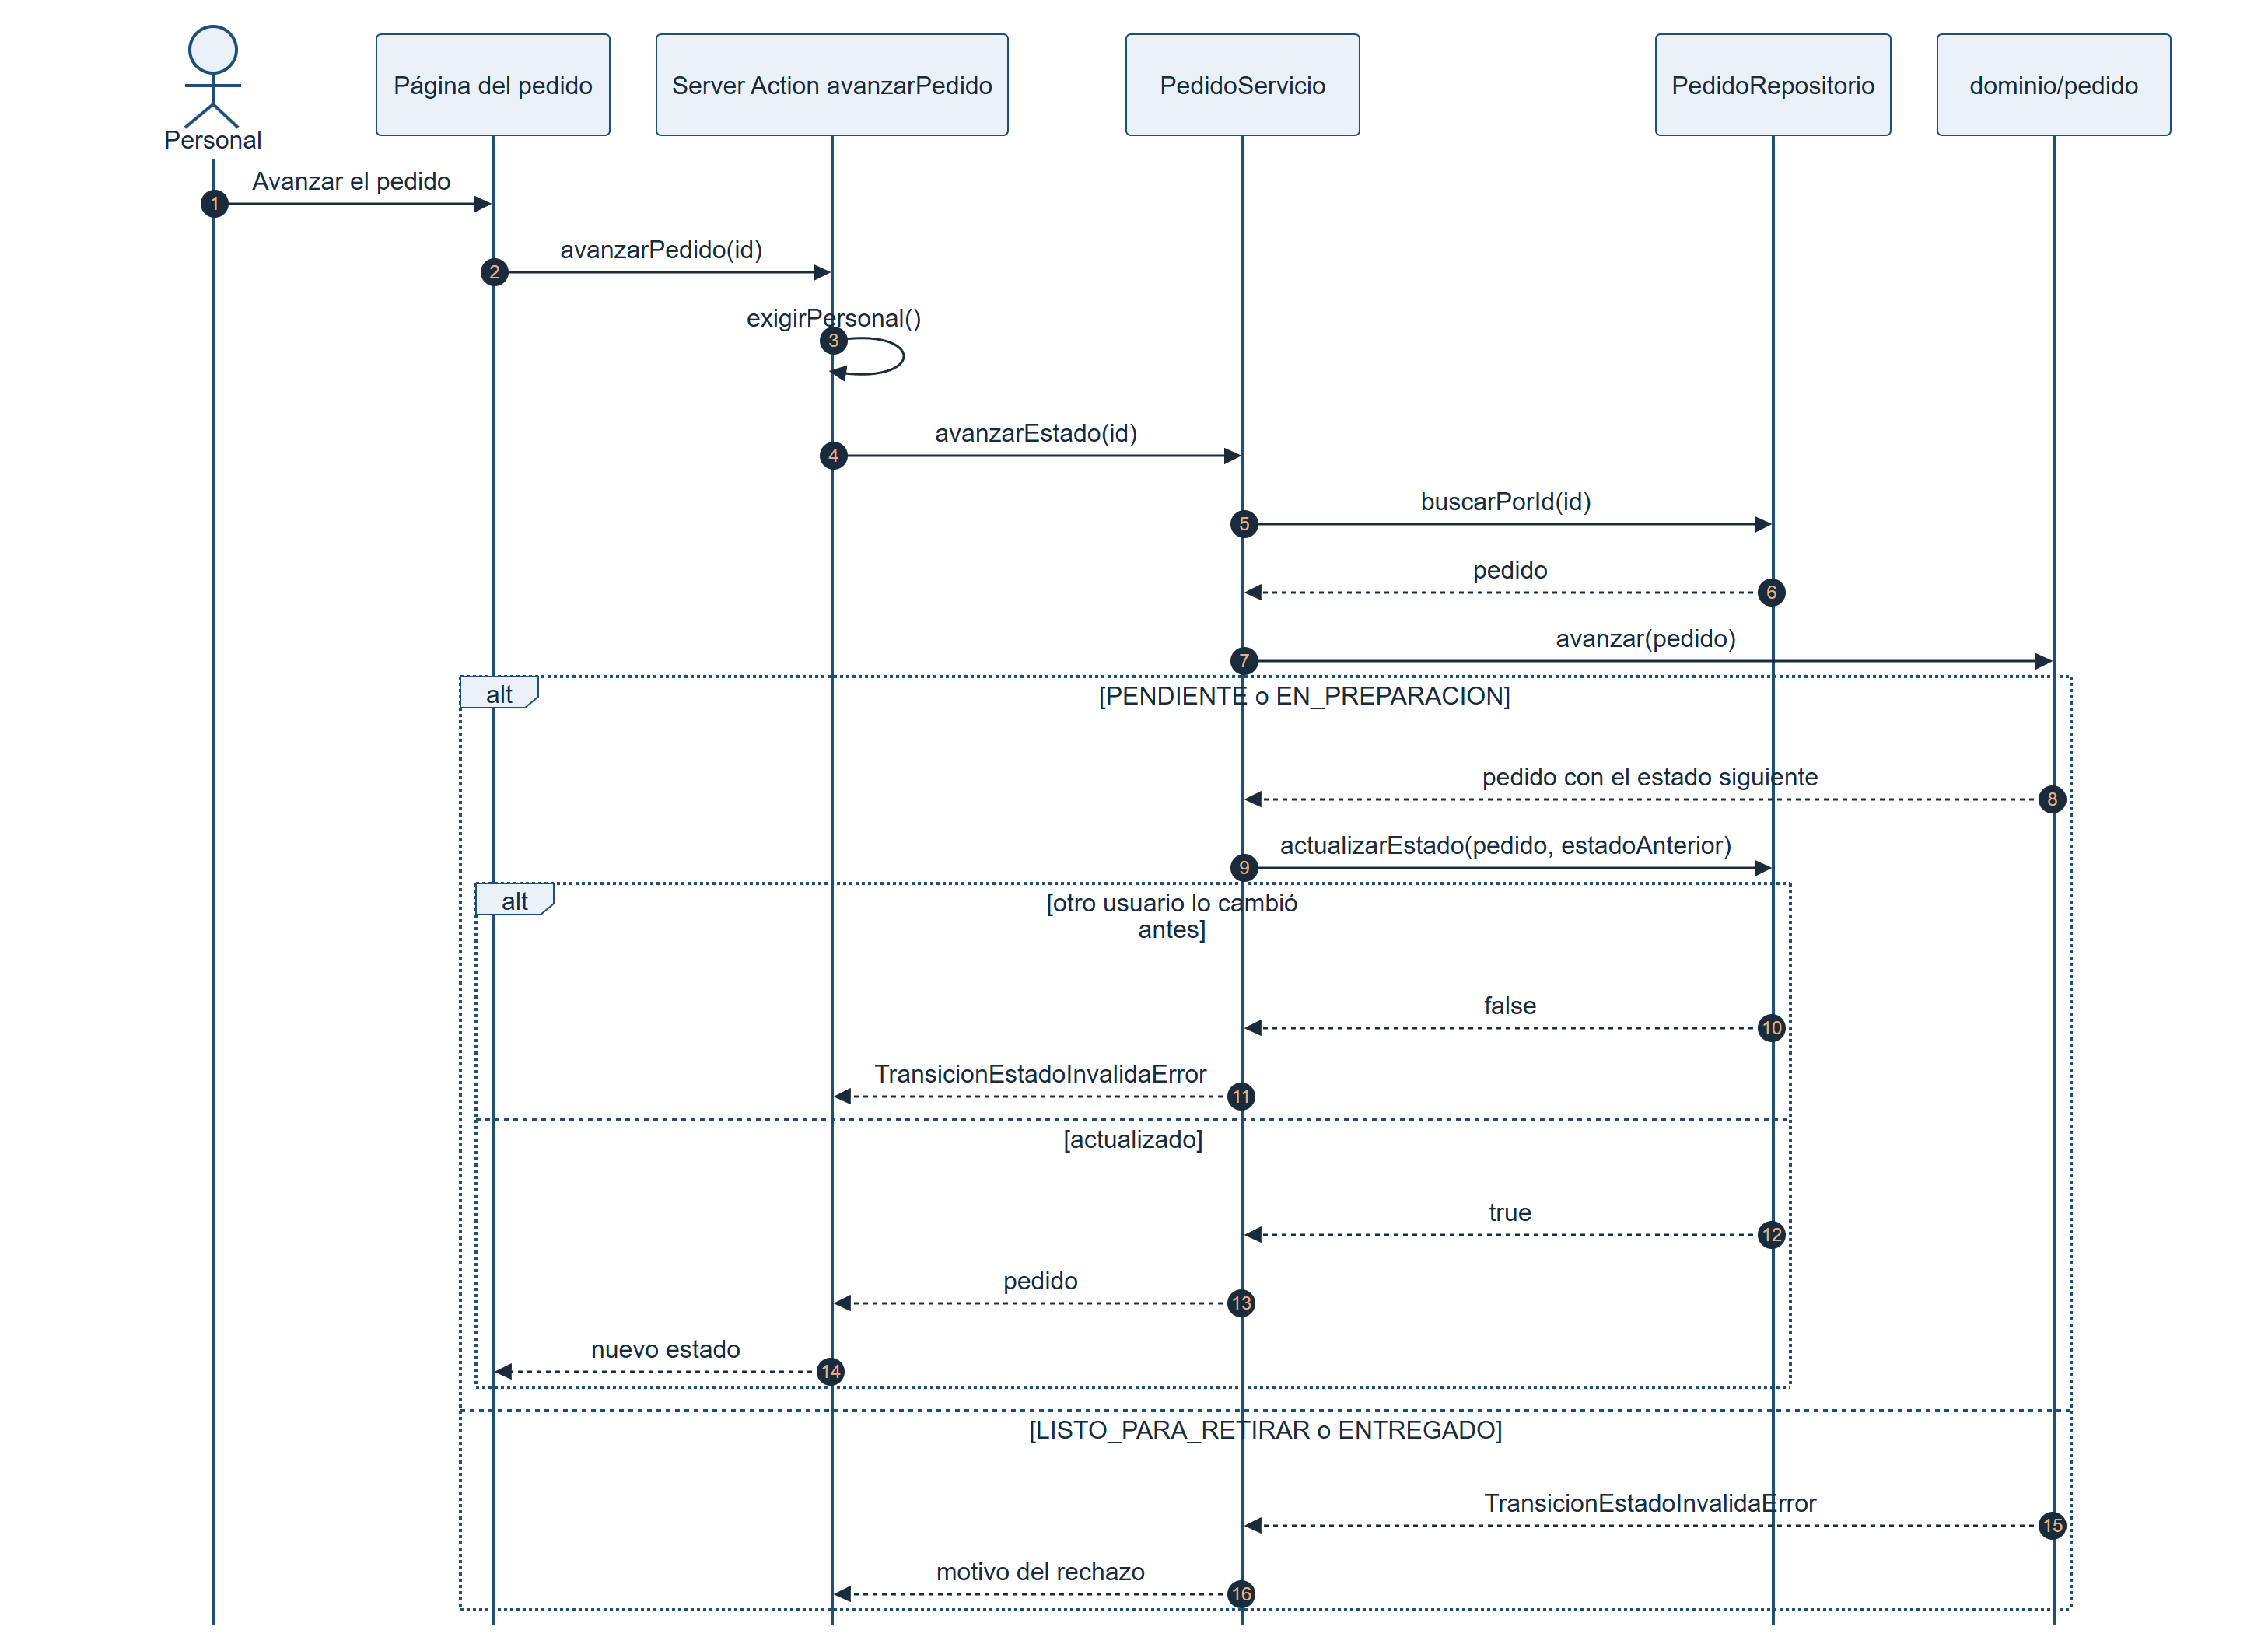 Personal
Página del pedido
Server Action avanzarPedido
PedidoServicio
PedidoRepositorio
dominio/pedido
Avanzar el pedido
1
avanzarPedido(id)
2
exigirPersonal()
3
avanzarEstado(id)
4
buscarPorId(id)
5
pedido
6
avanzar(pedido)
7
alt
[PENDIENTE o EN_PREPARACION]
pedido con el estado siguiente
8
actualizarEstado(pedido, estadoAnterior)
9
alt
[otro usuario lo cambió
antes]
false
10
TransicionEstadoInvalidaError
11
[actualizado]
true
12
pedido
13
nuevo estado
14
[LISTO_PARA_RETIRAR o ENTREGADO]
TransicionEstadoInvalidaError
15
motivo del rechazo
16